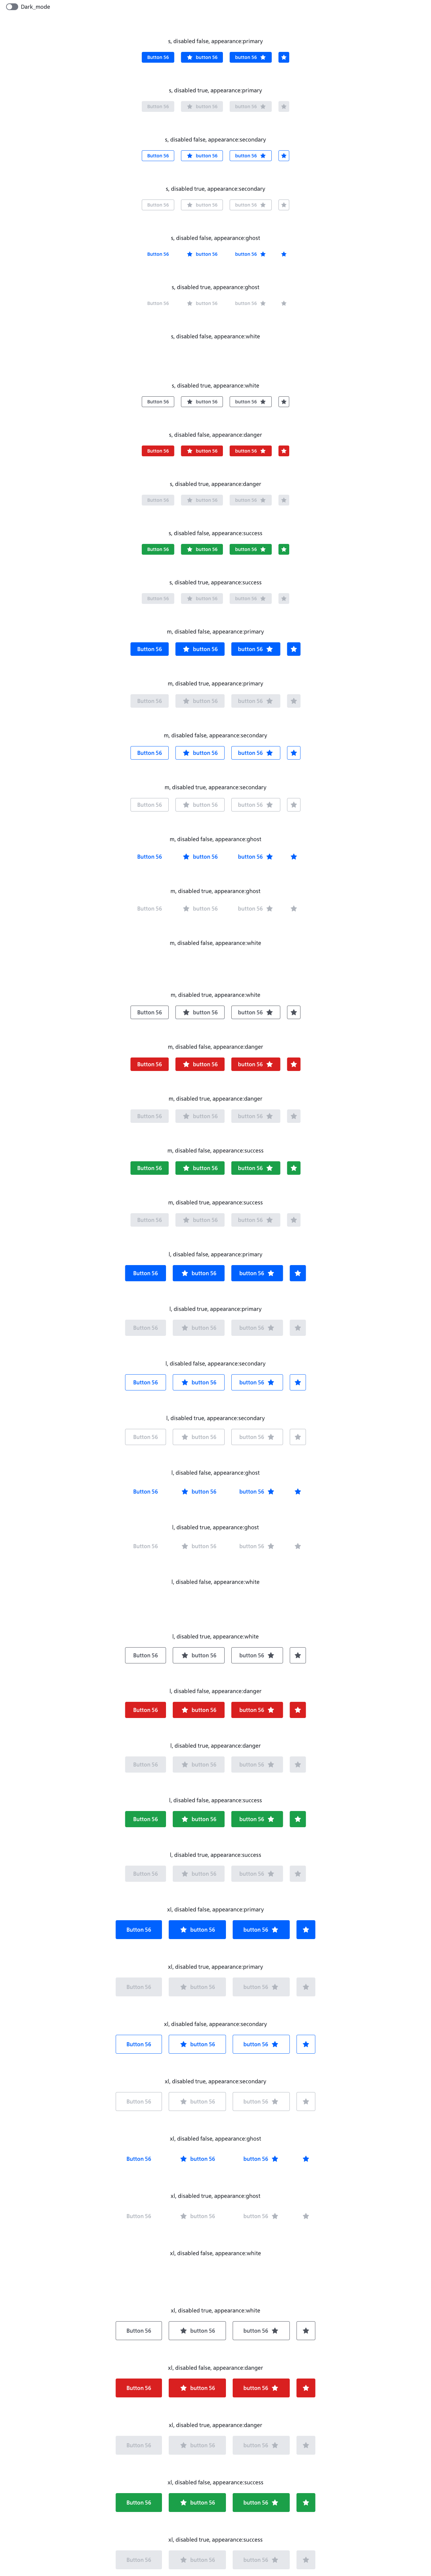 Dark_mode
s, disabled false, appearance:primary
Button 56 button 56 button 56
s, disabled true, appearance:primary
Button 56 button 56 button 56
s, disabled false, appearance:secondary
Button 56 button 56 button 56
s, disabled true, appearance:secondary
Button 56 button 56 button 56
s, disabled false, appearance:ghost
Button 56 button 56 button 56
s, disabled true, appearance:ghost
Button 56 button 56 button 56
s, disabled false, appearance:white
s, disabled true, appearance:white
Button 56 button 56 button 56
s, disabled false, appearance:danger
Button 56 button 56 button 56
s, disabled true, appearance:danger
Button 56 button 56 button 56
s, disabled false, appearance:success
Button 56 button 56 button 56
s, disabled true, appearance:success
Button 56 button 56 button 56
m, disabled false, appearance:primary
Button 56 button 56 button 56
m, disabled true, appearance:primary
Button 56 button 56 button 56
m, disabled false, appearance:secondary
Button 56 button 56 button 56
m, disabled true, appearance:secondary
Button 56 button 56 button 56
m, disabled false, appearance:ghost
Button 56 button 56 button 56
m, disabled true, appearance:ghost
Button 56 button 56 button 56
m, disabled false, appearance:white
m, disabled true, appearance:white
Button 56 button 56 button 56
m, disabled false, appearance:danger
Button 56 button 56 button 56
m, disabled true, appearance:danger
Button 56 button 56 button 56
m, disabled false, appearance:success
Button 56 button 56 button 56
m, disabled true, appearance:success
Button 56 button 56 button 56
l, disabled false, appearance:primary
Button 56 button 56 button 56
l, disabled true, appearance:primary
Button 56 button 56 button 56
l, disabled false, appearance:secondary
Button 56 button 56 button 56
l, disabled true, appearance:secondary
Button 56 button 56 button 56
l, disabled false, appearance:ghost
Button 56 button 56 button 56
l, disabled true, appearance:ghost
Button 56 button 56 button 56
l, disabled false, appearance:white
l, disabled true, appearance:white
Button 56 button 56 button 56
l, disabled false, appearance:danger
Button 56 button 56 button 56
l, disabled true, appearance:danger
Button 56 button 56 button 56
l, disabled false, appearance:success
Button 56 button 56 button 56
l, disabled true, appearance:success
Button 56 button 56 button 56
xl, disabled false, appearance:primary
Button 56 button 56 button 56
xl, disabled true, appearance:primary
Button 56 button 56 button 56
xl, disabled false, appearance:secondary
Button 56 button 56 button 56
xl, disabled true, appearance:secondary
Button 56 button 56 button 56
xl, disabled false, appearance:ghost
Button 56 button 56 button 56
xl, disabled true, appearance:ghost
Button 56 button 56 button 56
xl, disabled false, appearance:white
xl, disabled true, appearance:white
Button 56 button 56 button 56
xl, disabled false, appearance:danger
Button 56 button 56 button 56
xl, disabled true, appearance:danger
Button 56 button 56 button 56
xl, disabled false, appearance:success
Button 56 button 56 button 56
xl, disabled true, appearance:success
Button 56 button 56 button 56